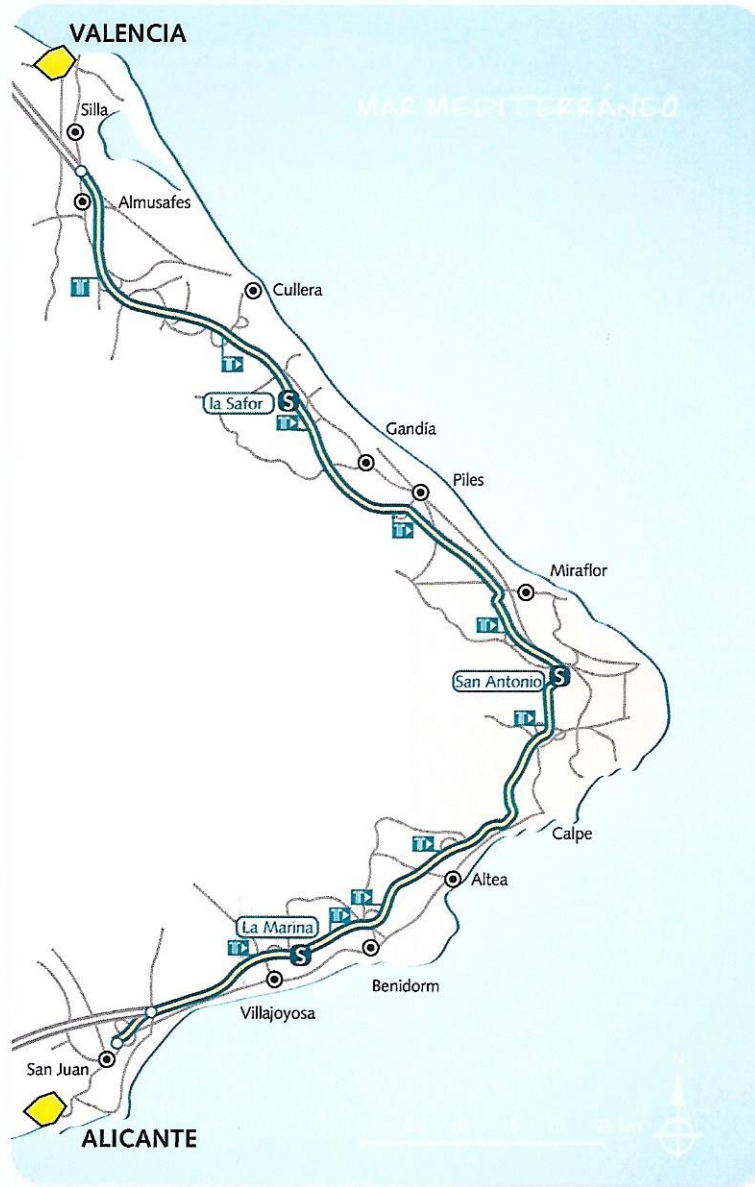 VALENCIA
MAR MEDITERRÁNEO
Silla
Almusafes
Cullera
la Safor
S
Gandía
Piles
Miraflor
San Antonio
S
Calpe
Altea
La Marina
S
Benidorm
Villajoyosa
San Juan
ALICANTE